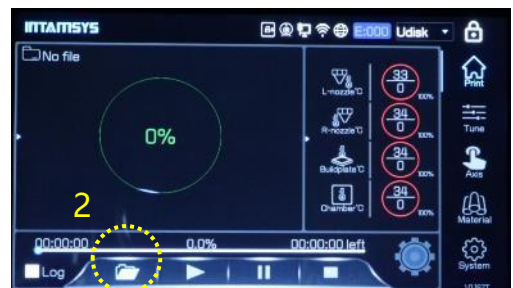 INTAMSYS
E:000 Udisk
No file
0%
33
L-nozzle℃ 0 100%
34
R-nozzle℃ 0 100%
34
Buildplate℃ 0 100%
34
Chamber℃ 0 100%
Print
Tune
Axis
Material
System
2
00:00:00 0.0% 00:00:00 left
Log